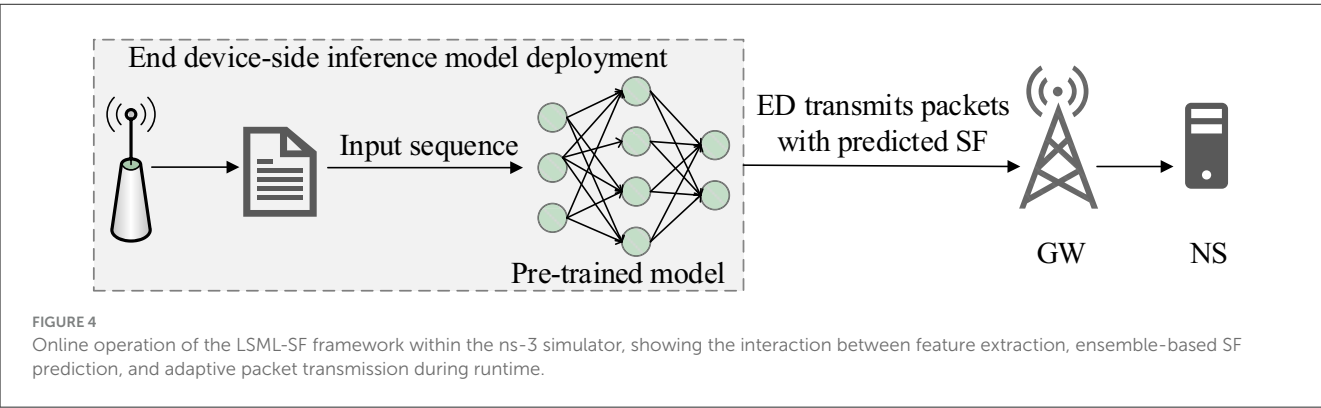 End device-side inference model deployment
Input sequence
Pre-trained model
ED transmits packets
with predicted SF
GW
NS
FIGURE 4
Online operation of the LSML-SF framework within the ns-3 simulator, showing the interaction between feature extraction, ensemble-based SF
prediction, and adaptive packet transmission during runtime.